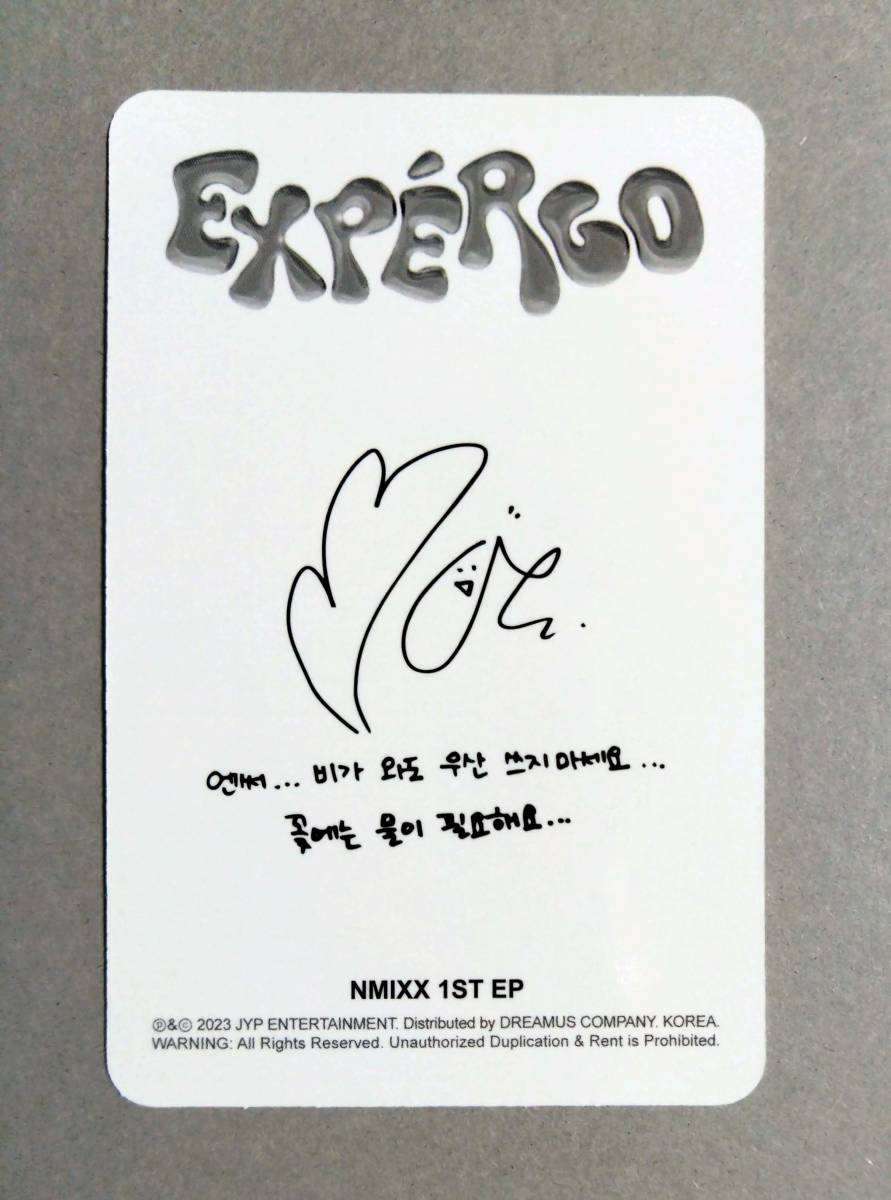 EXPÉRGO
엔써... 비가 와도 우산 쓰지마세요...
꽃에는 물이 필요해요...
NMIXX 1ST EP
℗&© 2023 JYP ENTERTAINMENT. Distributed by DREAMUS COMPANY. KOREA.
WARNING: All Rights Reserved. Unauthorized Duplication & Rent is Prohibited.